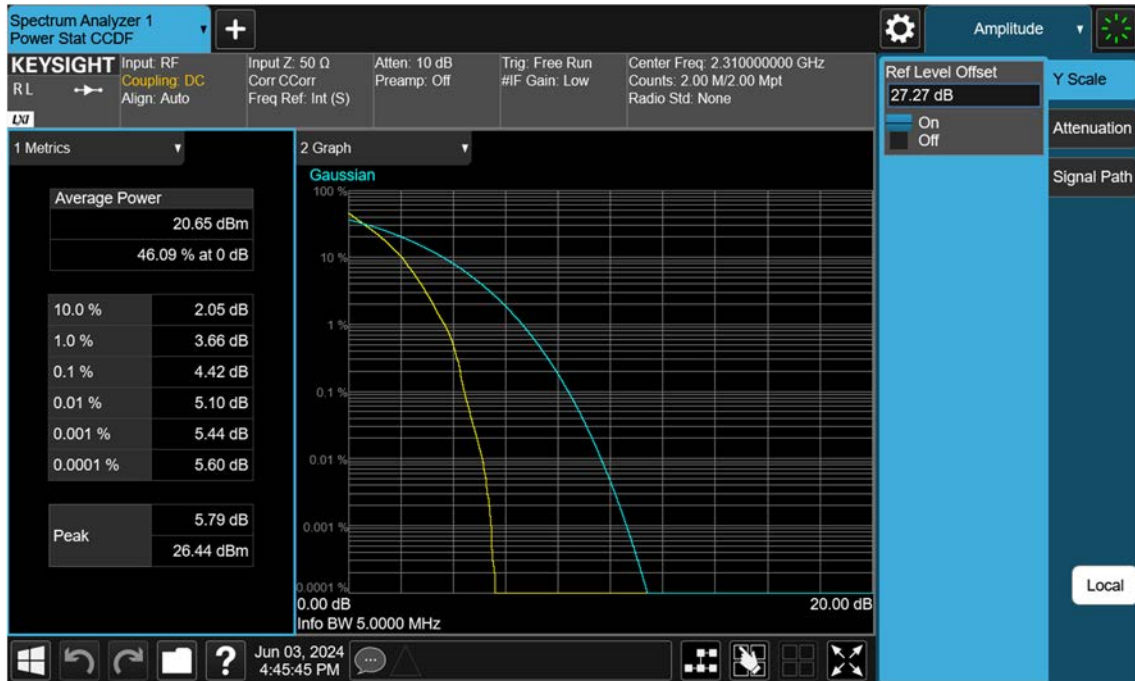 Spectrum Analyzer 1
Power Stat CCDF
+
Amplitude
KEYSIGHT
R L
LXI
Input: RF
Coupling: DC
Align: Auto
Input Z: 50 Ω
Corr CCorr
Freq Ref: Int (S)
Atten: 10 dB
Preamp: Off
Trig: Free Run
#IF Gain: Low
Center Freq: 2.310000000 GHz
Counts: 2.00 M/2.00 Mpt
Radio Std: None
Ref Level Offset
27.27 dB
On
Off
Y Scale
Attenuation
Signal Path
1 Metrics
Average Power
20.65 dBm
46.09 % at 0 dB
10.0 % 2.05 dB
1.0 % 3.66 dB
0.1 % 4.42 dB
0.01 % 5.10 dB
0.001 % 5.44 dB
0.0001 % 5.60 dB
Peak
5.79 dB
26.44 dBm
2 Graph
Gaussian
100 %
10 %
1 %
0.1 %
0.01 %
0.001 %
0.0001 %
0.00 dB 20.00 dB
Info BW 5.0000 MHz
Local
?
Jun 03, 2024
4:45:45 PM